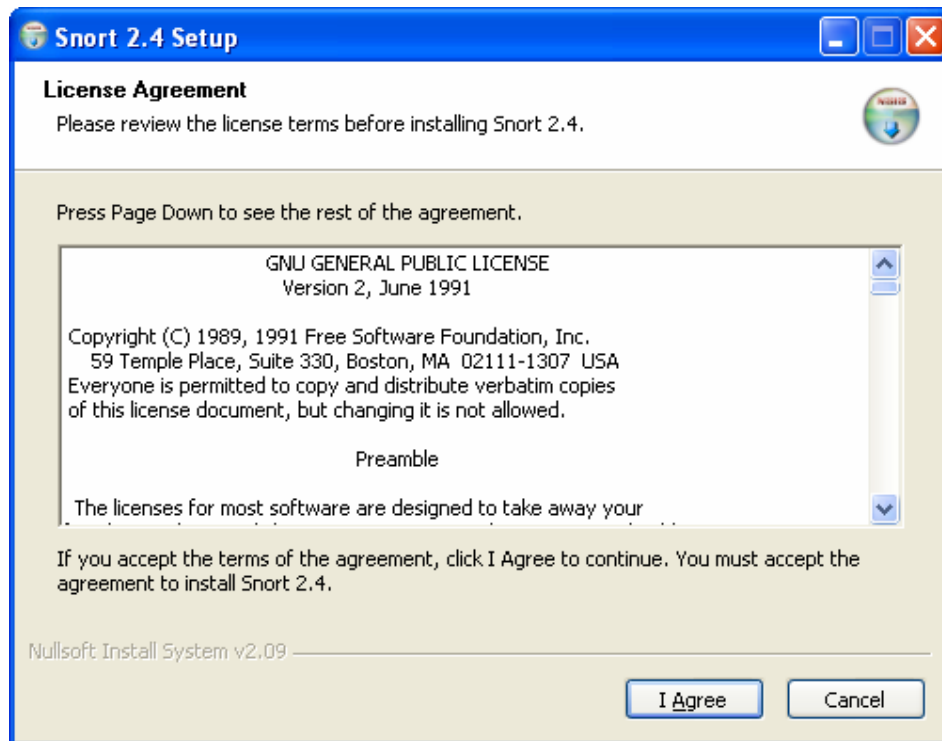 Snort 2.4 Setup
License Agreement
Please review the license terms before installing Snort 2.4.
Press Page Down to see the rest of the agreement.
GNU GENERAL PUBLIC LICENSE
Version 2, June 1991
Copyright (C) 1989, 1991 Free Software Foundation, Inc.
59 Temple Place, Suite 330, Boston, MA 02111-1307 USA
Everyone is permitted to copy and distribute verbatim copies
of this license document, but changing it is not allowed.
Preamble
The licenses for most software are designed to take away your
If you accept the terms of the agreement, click I Agree to continue. You must accept the
agreement to install Snort 2.4.
Nullsoft Install System v2.09
I Agree
Cancel